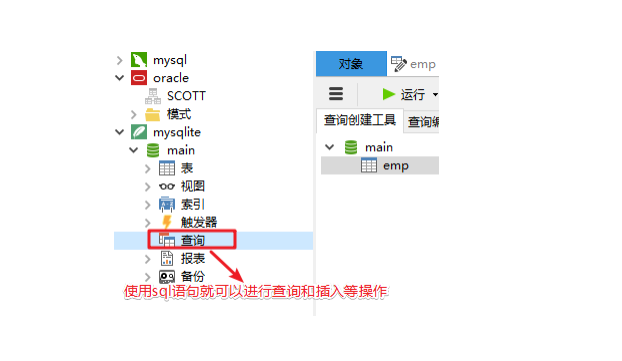 mysql
oracle
SCOTT
模式
mysqlite
main
表
视图
索引
触发器
查询
报表
备份
使用sql语句就可以进行查询和插入等操作
对象
emp
运行
查询创建工具
查询编
main
emp